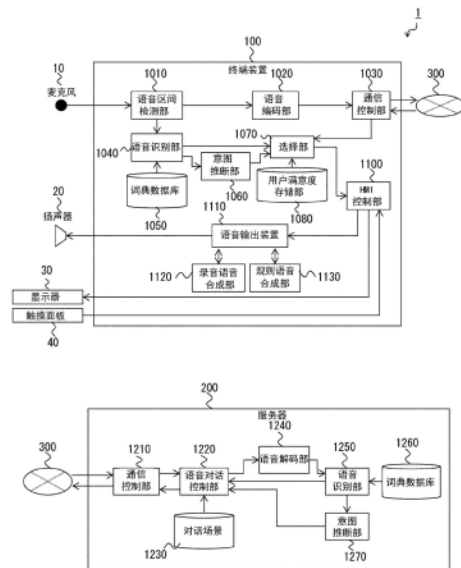 1
100
终端装置
10
麦克风
1010
语音区间
检测部
1020
语音
编码部
1030
通信
控制部
300
1040
语音识别部
1070
选择部
意图
推断部
1060
词典数据库
1050
用户满意度
存储部
1080
1100
HMI
控制部
20
扬声器
1110
语音输出装置
1120
录音语音
合成部
规则语音
合成部
1130
30
显示器
触摸面板
40
200
服务器
300
1210
通信
控制部
1220
语音对话
控制部
1240
语音解码部
1250
语音
识别部
1260
词典数据库
对话场景
1230
意图
推断部
1270